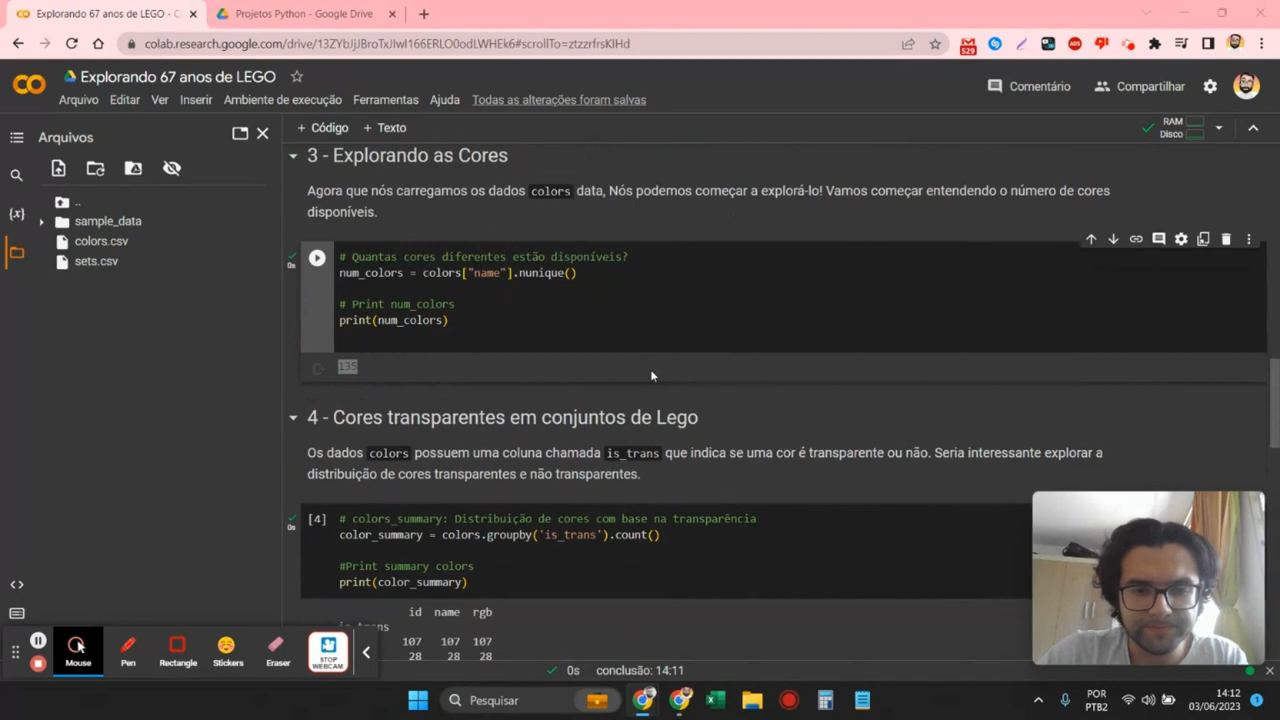 Explorando 67 anos de LEGO - C
Projetos Python - Google Drive
colab.research.google.com/drive/13ZYbJjJBroTxJIwI166ERLO0odLWHEk6#scrollTo=ztzzrfrsKIHd
529
ABP
Explorando 67 anos de LEGO
Arquivo Editar Ver Inserir Ambiente de execução Ferramentas Ajuda Todas as alterações foram salvas
Comentário Compartilhar
Arquivos
+ Código + Texto
RAM
Disco
..
sample_data
colors.csv
sets.csv
{x}
3 - Explorando as Cores
Agora que nós carregamos os dados colors data, Nós podemos começar a explorá-lo! Vamos começar entendendo o número de cores
disponíveis.
0s
# Quantas cores diferentes estão disponíveis?
num_colors = colors["name"].nunique()
# Print num_colors
print(num_colors)
135
4 - Cores transparentes em conjuntos de Lego
Os dados colors possuem uma coluna chamada is_trans que indica se uma cor é transparente ou não. Seria interessante explorar a
distribuição de cores transparentes e não transparentes.
0s
[4] # colors_summary: Distribuição de cores com base na transparência
color_summary = colors.groupby('is_trans').count()
#Print summary colors
print(color_summary)
id name rgb
is_trans
107 107 107
28 28 28
Mouse Pen Rectangle Stickers Eraser STOP WEBCAM
0s conclusão: 14:11
Pesquisar
POR
PTB2
14:12
03/06/2023
1